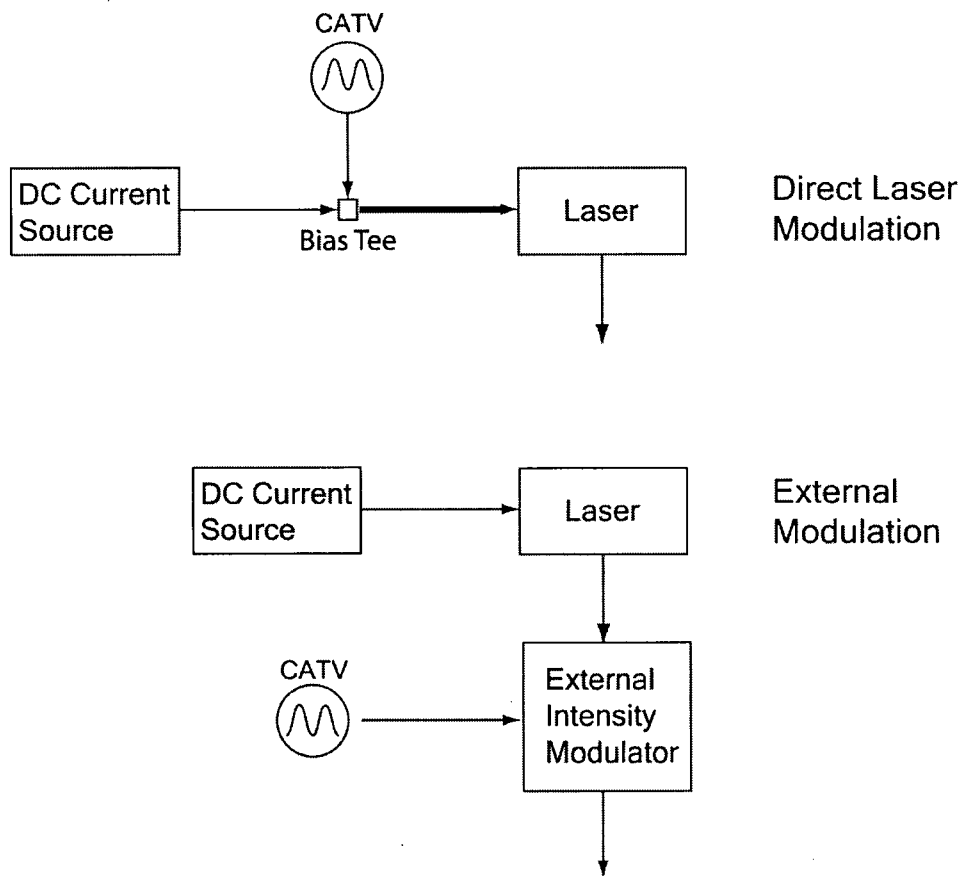 CATV
DC Current
Source
Bias Tee
Laser
Direct Laser
Modulation
DC Current
Source
Laser
External
Modulation
CATV
External
Intensity
Modulator